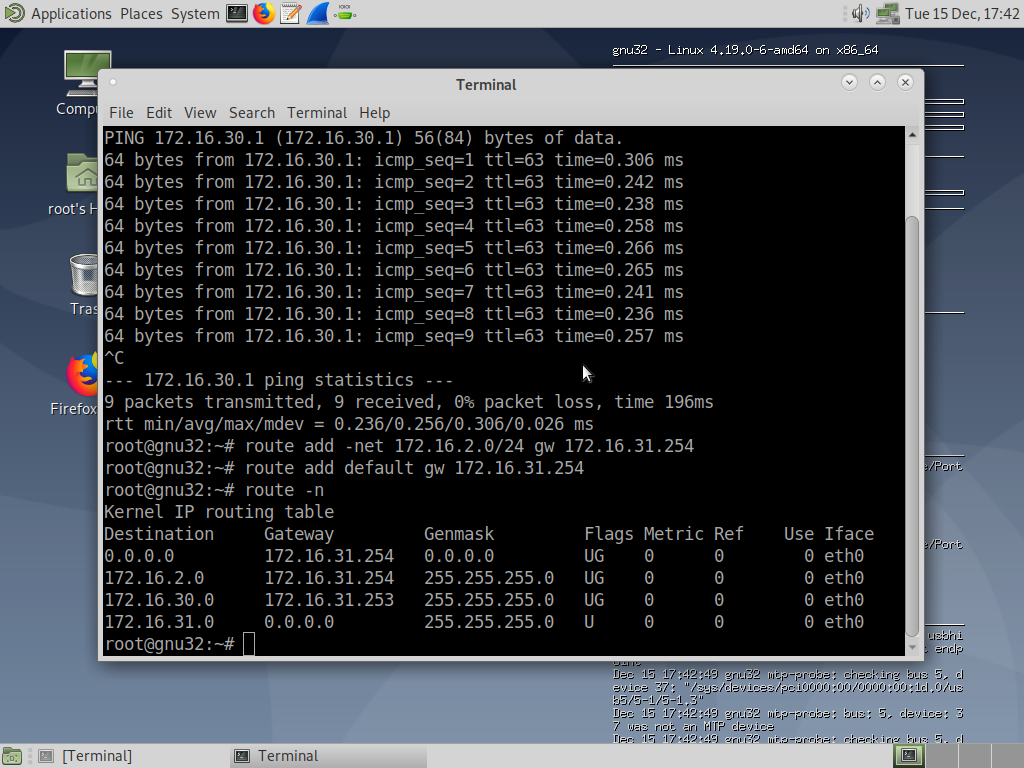 Applications Places System
Tue 15 Dec, 17:42
gnu32 - Linux 4.19.0-6-amd64 on x86_64
Terminal
File Edit View Search Terminal Help
PING 172.16.30.1 (172.16.30.1) 56(84) bytes of data.
64 bytes from 172.16.30.1: icmp_seq=1 ttl=63 time=0.306 ms
64 bytes from 172.16.30.1: icmp_seq=2 ttl=63 time=0.242 ms
64 bytes from 172.16.30.1: icmp_seq=3 ttl=63 time=0.238 ms
64 bytes from 172.16.30.1: icmp_seq=4 ttl=63 time=0.258 ms
64 bytes from 172.16.30.1: icmp_seq=5 ttl=63 time=0.266 ms
64 bytes from 172.16.30.1: icmp_seq=6 ttl=63 time=0.265 ms
64 bytes from 172.16.30.1: icmp_seq=7 ttl=63 time=0.241 ms
64 bytes from 172.16.30.1: icmp_seq=8 ttl=63 time=0.236 ms
64 bytes from 172.16.30.1: icmp_seq=9 ttl=63 time=0.257 ms
^C
--- 172.16.30.1 ping statistics ---
9 packets transmitted, 9 received, 0% packet loss, time 196ms
rtt min/avg/max/mdev = 0.236/0.256/0.306/0.026 ms
root@gnu32:~# route add -net 172.16.2.0/24 gw 172.16.31.254
root@gnu32:~# route add default gw 172.16.31.254
root@gnu32:~# route -n
Kernel IP routing table
Destination Gateway Genmask Flags Metric Ref Use Iface
0.0.0.0 172.16.31.254 0.0.0.0 UG 0 0 0 eth0
172.16.2.0 172.16.31.254 255.255.255.0 UG 0 0 0 eth0
172.16.30.0 172.16.31.253 255.255.255.0 UG 0 0 0 eth0
172.16.31.0 0.0.0.0 255.255.255.0 U 0 0 0 eth0
root@gnu32:~#
Compu
root's H
Tras
Firefox
e/Port
e/Port
usbhi
t endp
Dec 15 17:42:49 gnu32 mtp-probe: checking bus 5, d
evice 37: "/sys/devices/pci0000:00/0000:00:1d.0/us
b5/5-1/5-1.3"
Dec 15 17:42:49 gnu32 mtp-probe: bus: 5, device: 3
7 was not an MTP device
Dec 15 17:42:49 gnu32 mtp-probe: checking bus 5, d
[Terminal]
Terminal